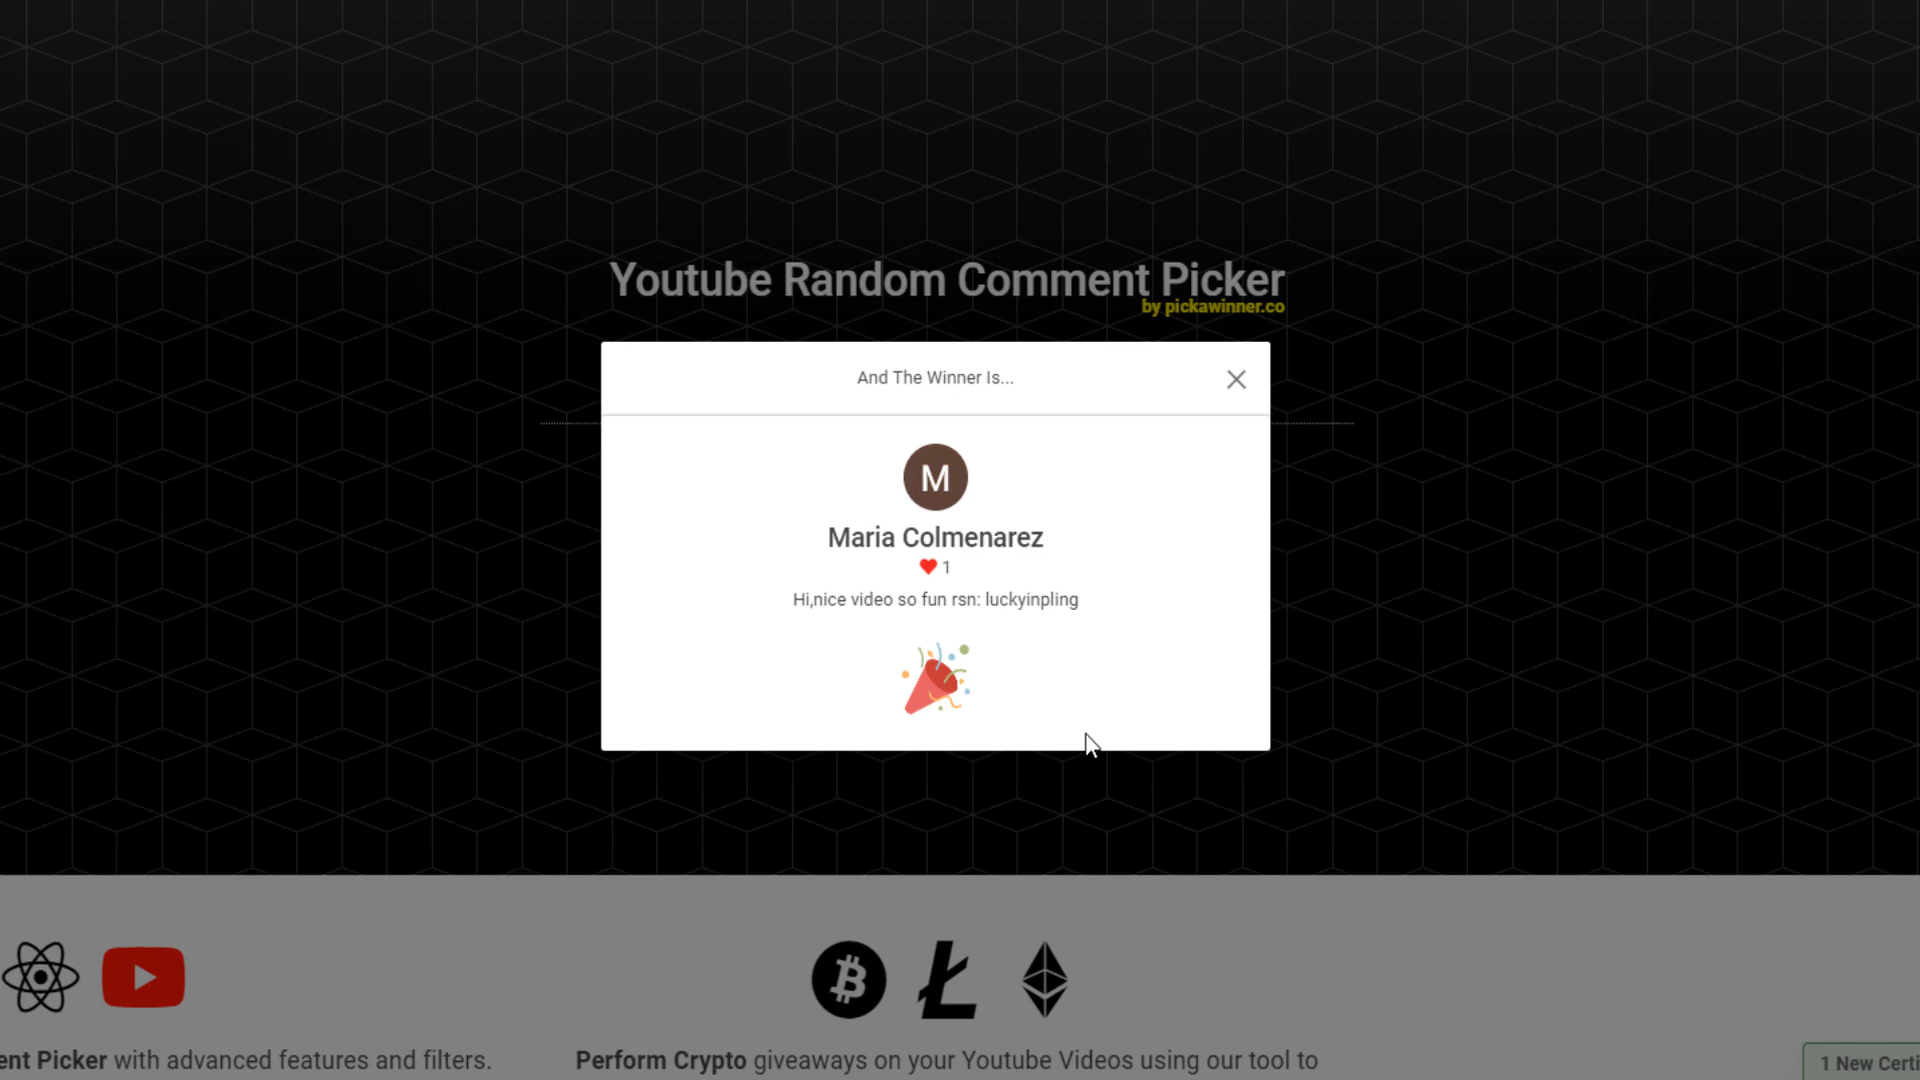 Youtube Random Comment Picker
by pickawinner.co
And The Winner Is...
M
Maria Colmenarez
1
Hi,nice video so fun rsn: luckyinpling
ent Picker with advanced features and filters.
Perform Crypto giveaways on your Youtube Videos using our tool to
1 New Certi